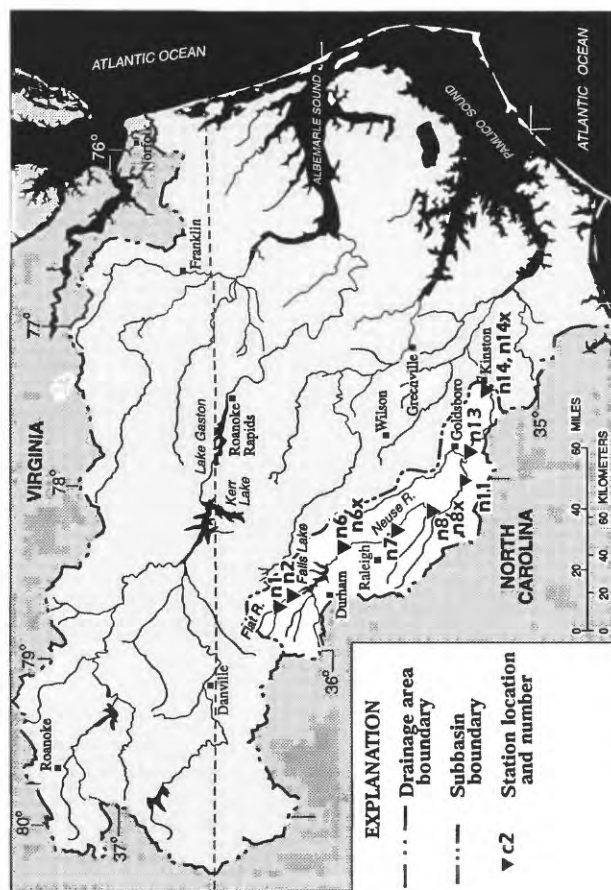 ATLANTIC OCEAN
76°
Norfolk
VIRGINIA
77°
Franklin
78°
Lake Gaston
Roanoke
Rapids
Kerr
Lake
79°
Danville
80°
Roanoke
37°
ALBEMARLE SOUND
PAMLICO SOUND
ATLANTIC OCEAN
Greenville
Wilson
Kinston
n14, n14x
35°
Goldsboro
n13
n11
Neuse R.
n8,
n8x
n7
Raleigh
n6,
n6x
Falls Lake
Durham
n2
n1
Flat R.
36°
NORTH
CAROLINA
0 20 40 60 MILES
0 20 40 60 KILOMETERS
EXPLANATION
Drainage area
boundary
Subbasin
boundary
c2 Station location
and number